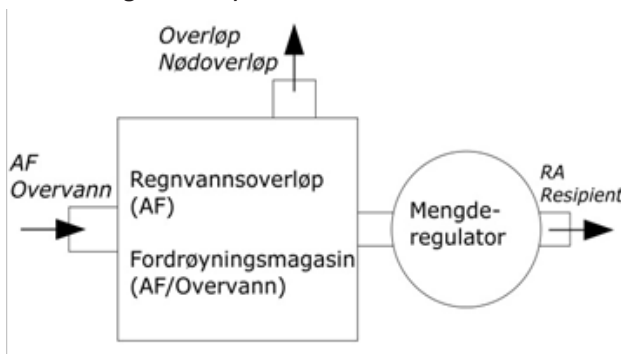 Overløp
Nødoverløp
AF
Overvann
Regnvannsoverløp
(AF)
Fordrøyningsmagasin
(AF/Overvann)
Mengde-
regulator
RA
Resipient